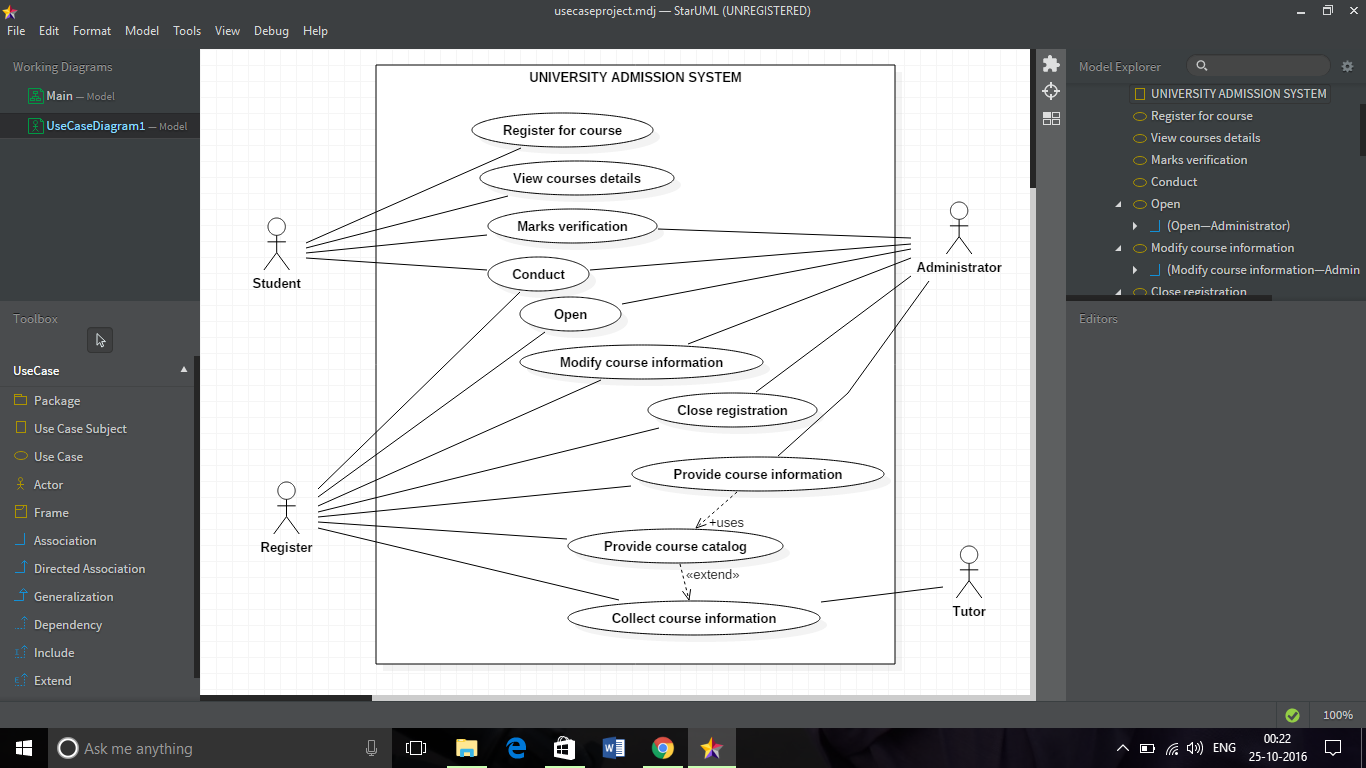 usecaseproject.mdj — StarUML (UNREGISTERED)
File Edit Format Model Tools View Debug Help
Working Diagrams
Main — Model
UseCaseDiagram1 — Model
Toolbox
UseCase
Package
Use Case Subject
Use Case
Actor
Frame
Association
Directed Association
Generalization
Dependency
Include
Extend
UNIVERSITY ADMISSION SYSTEM
Register for course
View courses details
Marks verification
Conduct
Open
Modify course information
Close registration
Provide course information
+uses
Provide course catalog
«extend»
Collect course information
Student
Register
Administrator
Tutor
Model Explorer
UNIVERSITY ADMISSION SYSTEM
Register for course
View courses details
Marks verification
Conduct
Open
(Open—Administrator)
Modify course information
(Modify course information—Admin
Close registration
Editors
100%
Ask me anything
ENG
00:22
25-10-2016